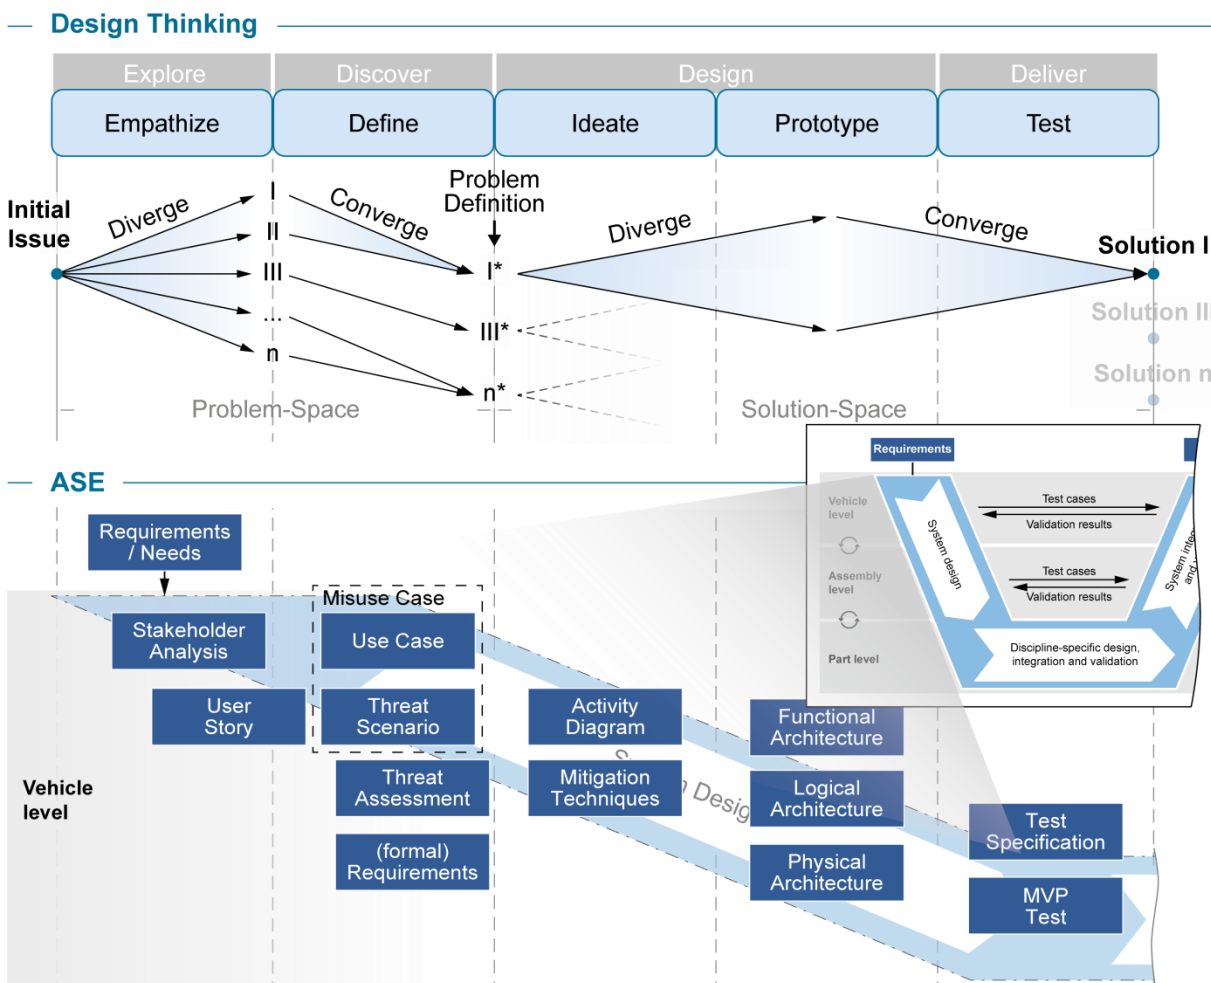 Design Thinking
Explore
Discover
Design
Deliver
Empathize
Define
Ideate
Prototype
Test
Initial
Issue
Diverge
I
II
III
...
n
Converge
Problem
Definition
I*
III*
n*
Diverge
Converge
Solution I
Solution III
Solution n
Problem-Space
Solution-Space
ASE
Requirements
/ Needs
Stakeholder
Analysis
User
Story
Misuse Case
Use Case
Threat
Scenario
Threat
Assessment
(formal)
Requirements
Activity
Diagram
Mitigation
Techniques
Design
Functional
Architecture
Logical
Architecture
Physical
Architecture
Test
Specification
MVP
Test
Vehicle
level
Requirements
Vehicle
level
Assembly
level
Part level
System design
Test cases
Validation results
Test cases
Validation results
Discipline-specific design,
integration and validation
System
and